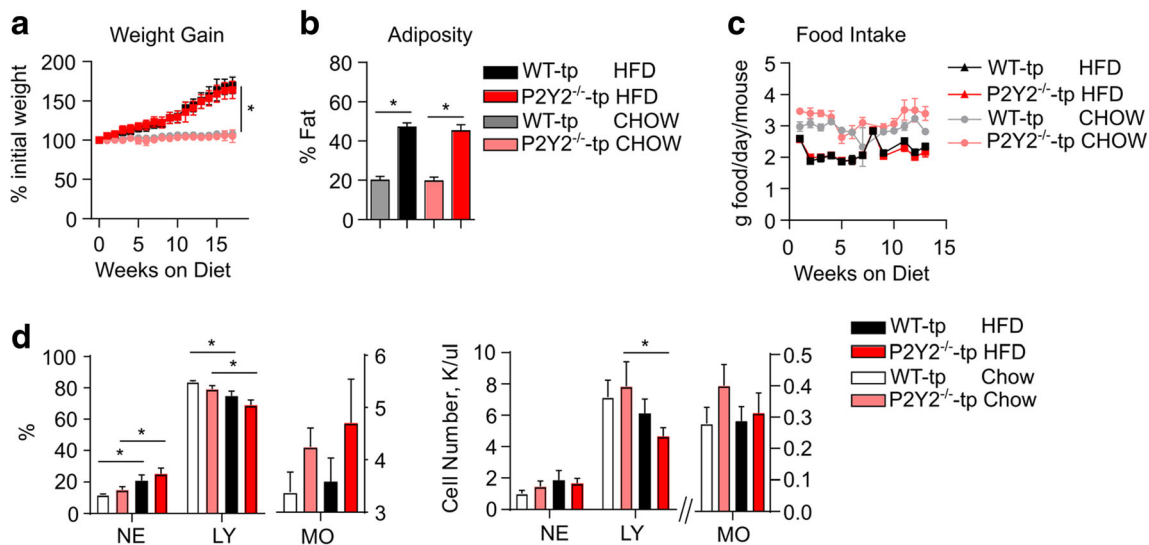 a
Weight Gain
% initial weight
200
150
100
50
0
*
0 5 10 15
Weeks on Diet
b
Adiposity
% Fat
80
60
40
20
0
* *
WT-tp HFD
P2Y2-/--tp HFD
WT-tp CHOW
P2Y2-/--tp CHOW
c
Food Intake
g food/day/mouse
5
4
3
2
1
0
0 5 10 15
Weeks on Diet
WT-tp HFD
P2Y2-/--tp HFD
WT-tp CHOW
P2Y2-/--tp CHOW
d
%
100
80
60
40
20
0
*
*
*
*
NE LY MO
6
5
4
3
Cell Number, K/ul
10
8
6
4
2
0
*
NE LY // MO
0.5
0.4
0.3
0.2
0.1
0.0
WT-tp HFD
P2Y2-/--tp HFD
WT-tp Chow
P2Y2-/--tp Chow